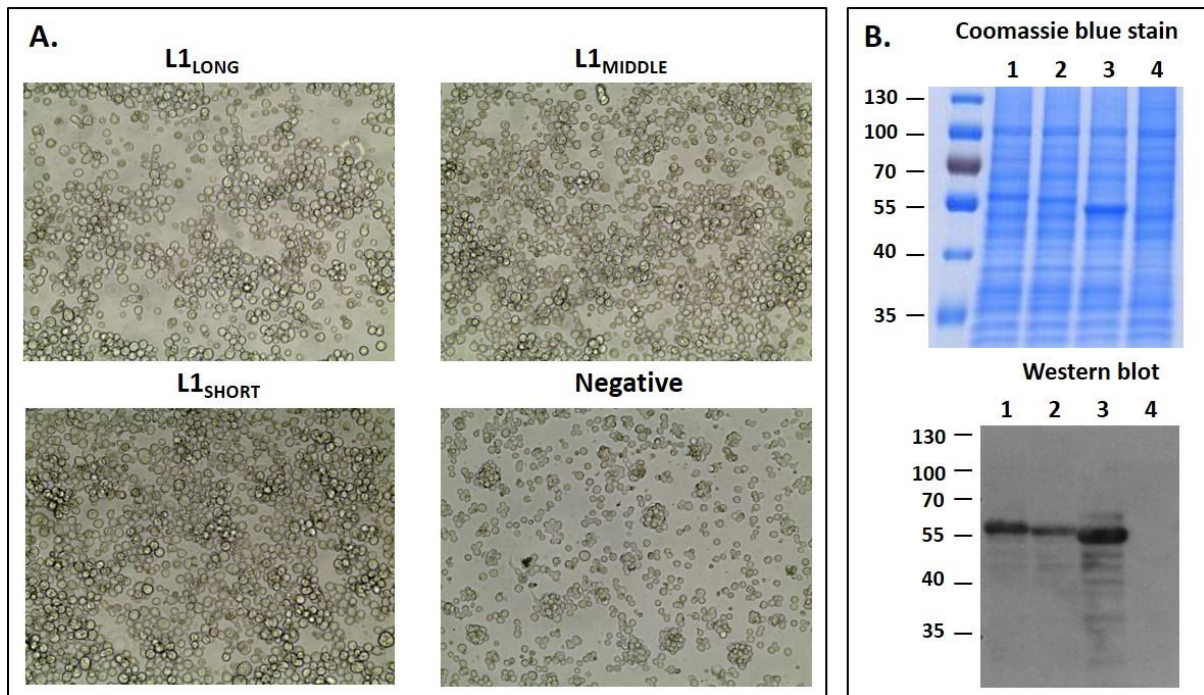 A.
L1LONG
L1MIDDLE
L1SHORT
Negative
B.
Coomassie blue stain
1 2 3 4
130
100
70
55
40
35
Western blot
1 2 3 4
130
100
70
55
40
35